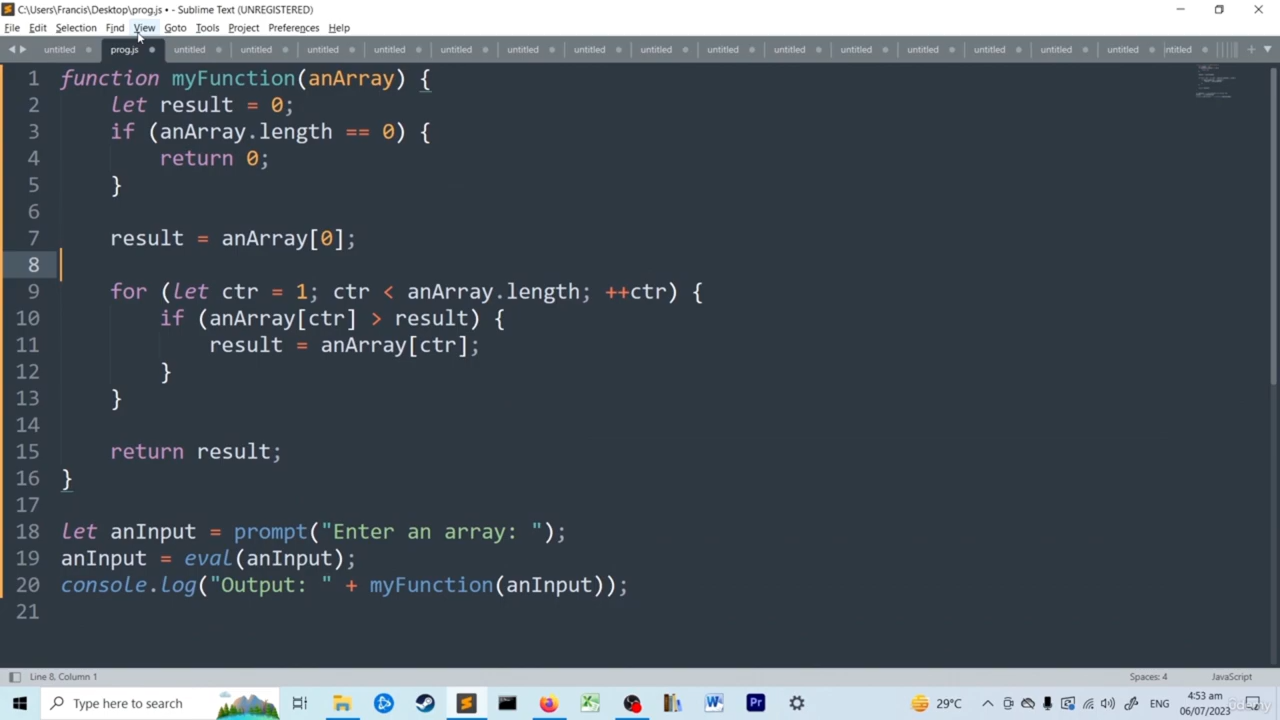 C:\Users\Francis\Desktop\prog.js • - Sublime Text (UNREGISTERED)
File Edit Selection Find View Goto Tools Project Preferences Help
untitled prog.js untitled untitled untitled untitled untitled untitled untitled untitled untitled untitled untitled untitled untitled untitled untitled ntitled
1 function myFunction(anArray) {
2 let result = 0;
3 if (anArray.length == 0) {
4 return 0;
5 }
6
7 result = anArray[0];
8
9 for (let ctr = 1; ctr < anArray.length; ++ctr) {
10 if (anArray[ctr] > result) {
11 result = anArray[ctr];
12 }
13 }
14
15 return result;
16 }
17
18 let anInput = prompt("Enter an array: ");
19 anInput = eval(anInput);
20 console.log("Output: " + myFunction(anInput));
21
Line 8, Column 1 Spaces: 4 JavaScript
Type here to search 29°C 4:53 am
06/07/2023
Udemy